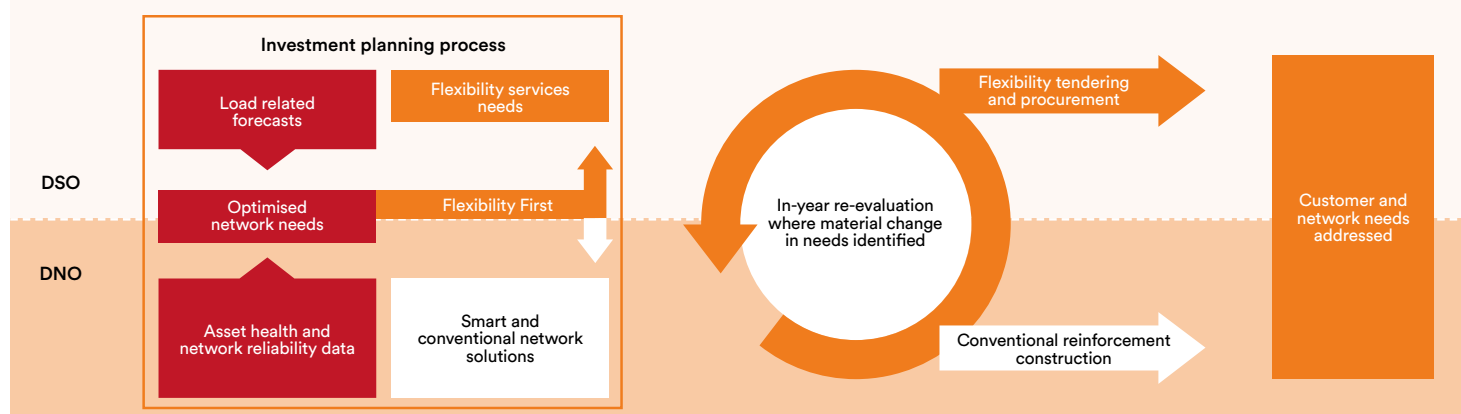 Investment planning process
Load related
forecasts
Flexibility services
needs
DSO
Optimised
network needs
Flexibility First
DNO
Asset health and
network reliability data
Smart and
conventional network
solutions
In-year re-evaluation
where material change
in needs identified
Flexibility tendering
and procurement
Conventional reinforcement
construction
Customer and
network needs
addressed